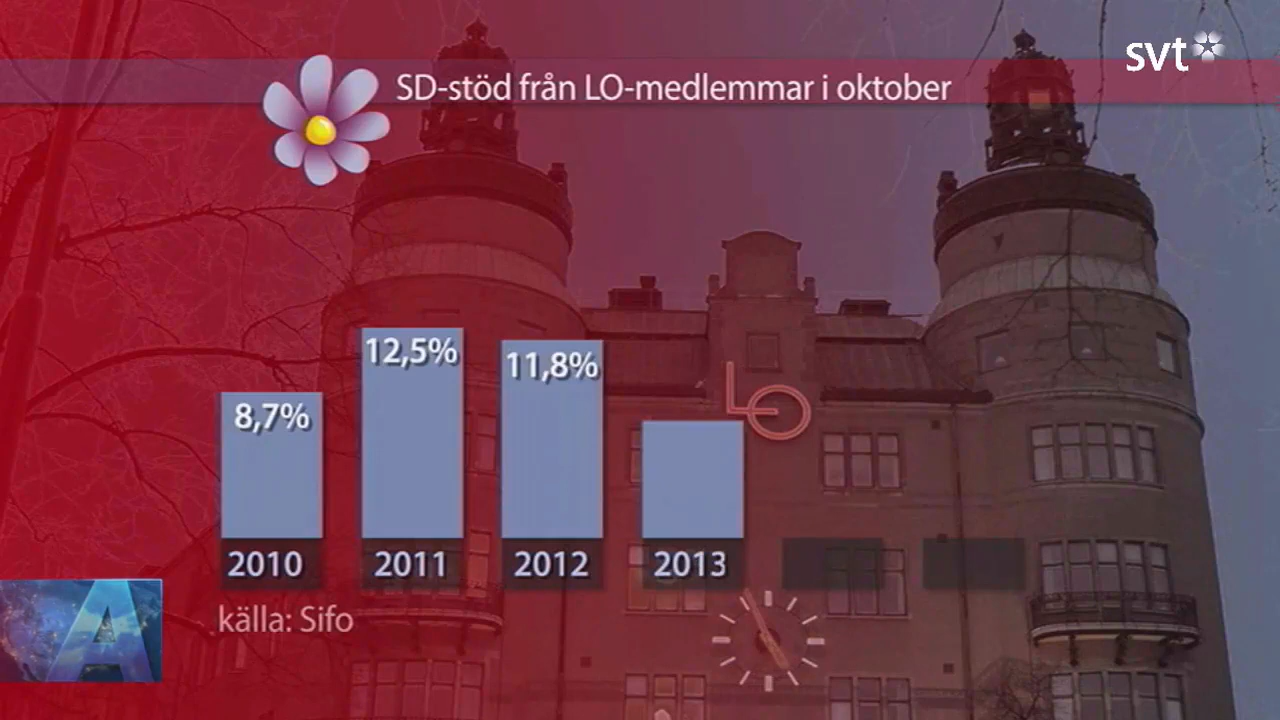 svt
SD-stöd från LO-medlemmar i oktober
12,5%
11,8%
8,7%
LO
2010 2011 2012 2013
källa: Sifo
A